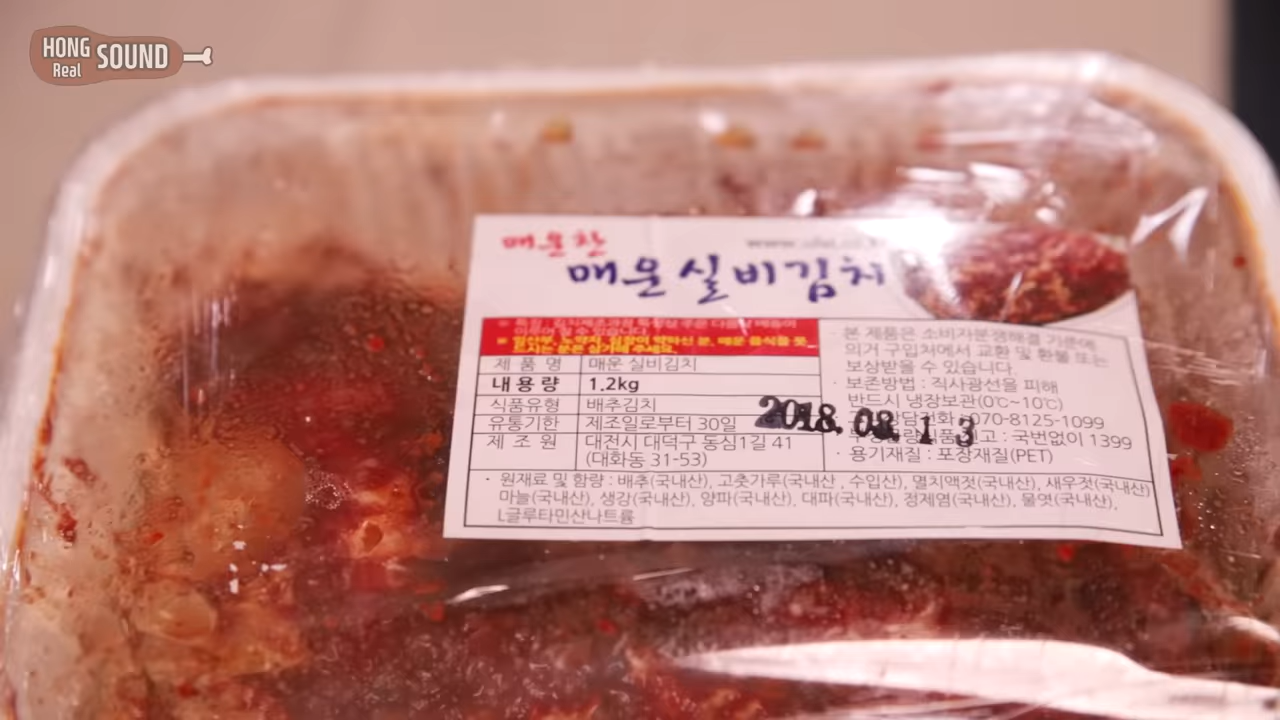 HONG
Real
SOUND
매운찬
매운실비김치
제 품 명 매운 실비김치
내 용 량 1.2kg
식품유형 배추김치
유통기한 제조일로부터 30일
제 조 원 대전시 대덕구 동심1길 41
(대화동 31-53)
· 본 제품은 소비자분쟁해결 기준에
의거 구입처에서 교환 및 환불 또는
보상받을 수 있습니다.
· 보존방법 : 직사광선을 피해
반드시 냉장보관(0℃~10℃)
:070-8125-1099
: 국번없이 1399
· 용기재질 : 포장재질(PET)
2018. 08. 1 3
· 원재료 및 함량 : 배추(국내산), 고춧가루(국내산 , 수입산), 멸치액젓(국내산), 새우젓(국내산)
마늘(국내산), 생강(국내산), 양파(국내산), 대파(국내산), 정제염(국내산), 물엿(국내산),
L글루타민산나트륨